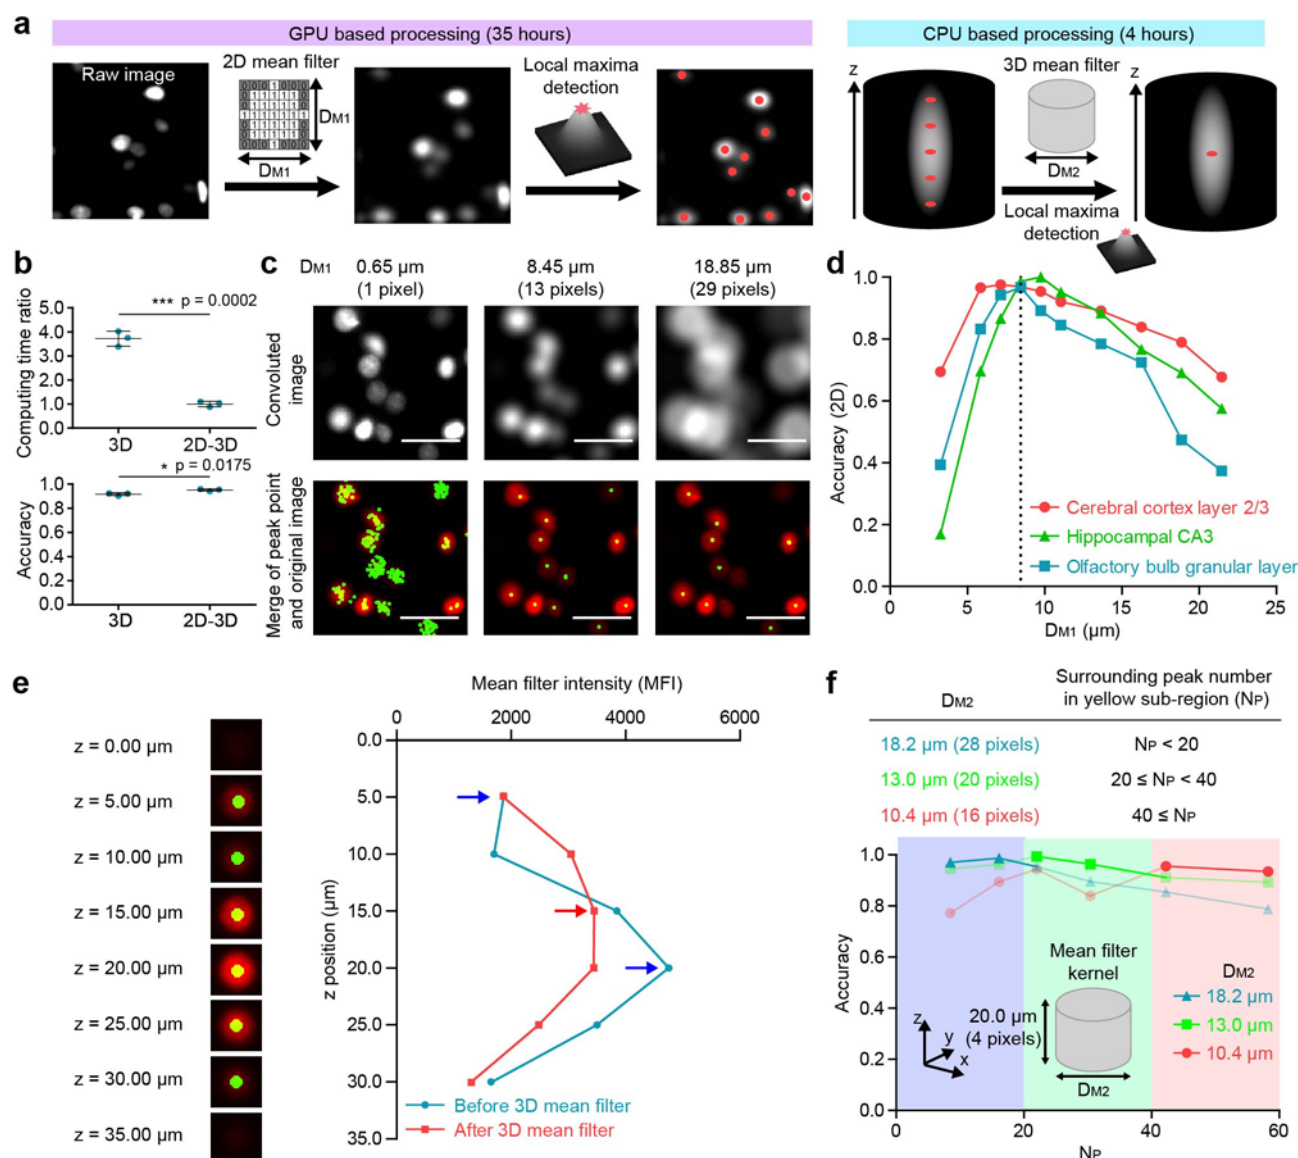 a
GPU based processing (35 hours)
CPU based processing (4 hours)
Raw image
2D mean filter
DM1
DM1
Local maxima
detection
z
3D mean filter
DM2
Local maxima
detection
z
b
Computing time ratio
5.0
4.0
3.0
2.0
1.0
0.0
*** p = 0.0002
3D
2D-3D
Accuracy
1.0
0.8
0.6
0.4
0.2
0.0
* p = 0.0175
3D
2D-3D
c
DM1
0.65 µm
(1 pixel)
8.45 µm
(13 pixels)
18.85 µm
(29 pixels)
Convoluted
image
Merge of peak point
and original image
d
Accuracy (2D)
1.0
0.8
0.6
0.4
0.2
0.0
Cerebral cortex layer 2/3
Hippocampal CA3
Olfactory bulb granular layer
0 5 10 15 20 25
DM1 (µm)
e
z = 0.00 µm
z = 5.00 µm
z = 10.00 µm
z = 15.00 µm
z = 20.00 µm
z = 25.00 µm
z = 30.00 µm
z = 35.00 µm
Mean filter intensity (MFI)
0 2000 4000 6000
z position (µm)
0.0
5.0
10.0
15.0
20.0
25.0
30.0
35.0
Before 3D mean filter
After 3D mean filter
f
DM2
Surrounding peak number
in yellow sub-region (NP)
18.2 µm (28 pixels) NP < 20
13.0 µm (20 pixels) 20 ≤ NP < 40
10.4 µm (16 pixels) 40 ≤ NP
Accuracy
1.0
0.8
0.6
0.4
0.2
0.0
Mean filter
kernel
20.0 µm
(4 pixels)
DM2
z
y
x
DM2
18.2 µm
13.0 µm
10.4 µm
0 20 40 60
NP